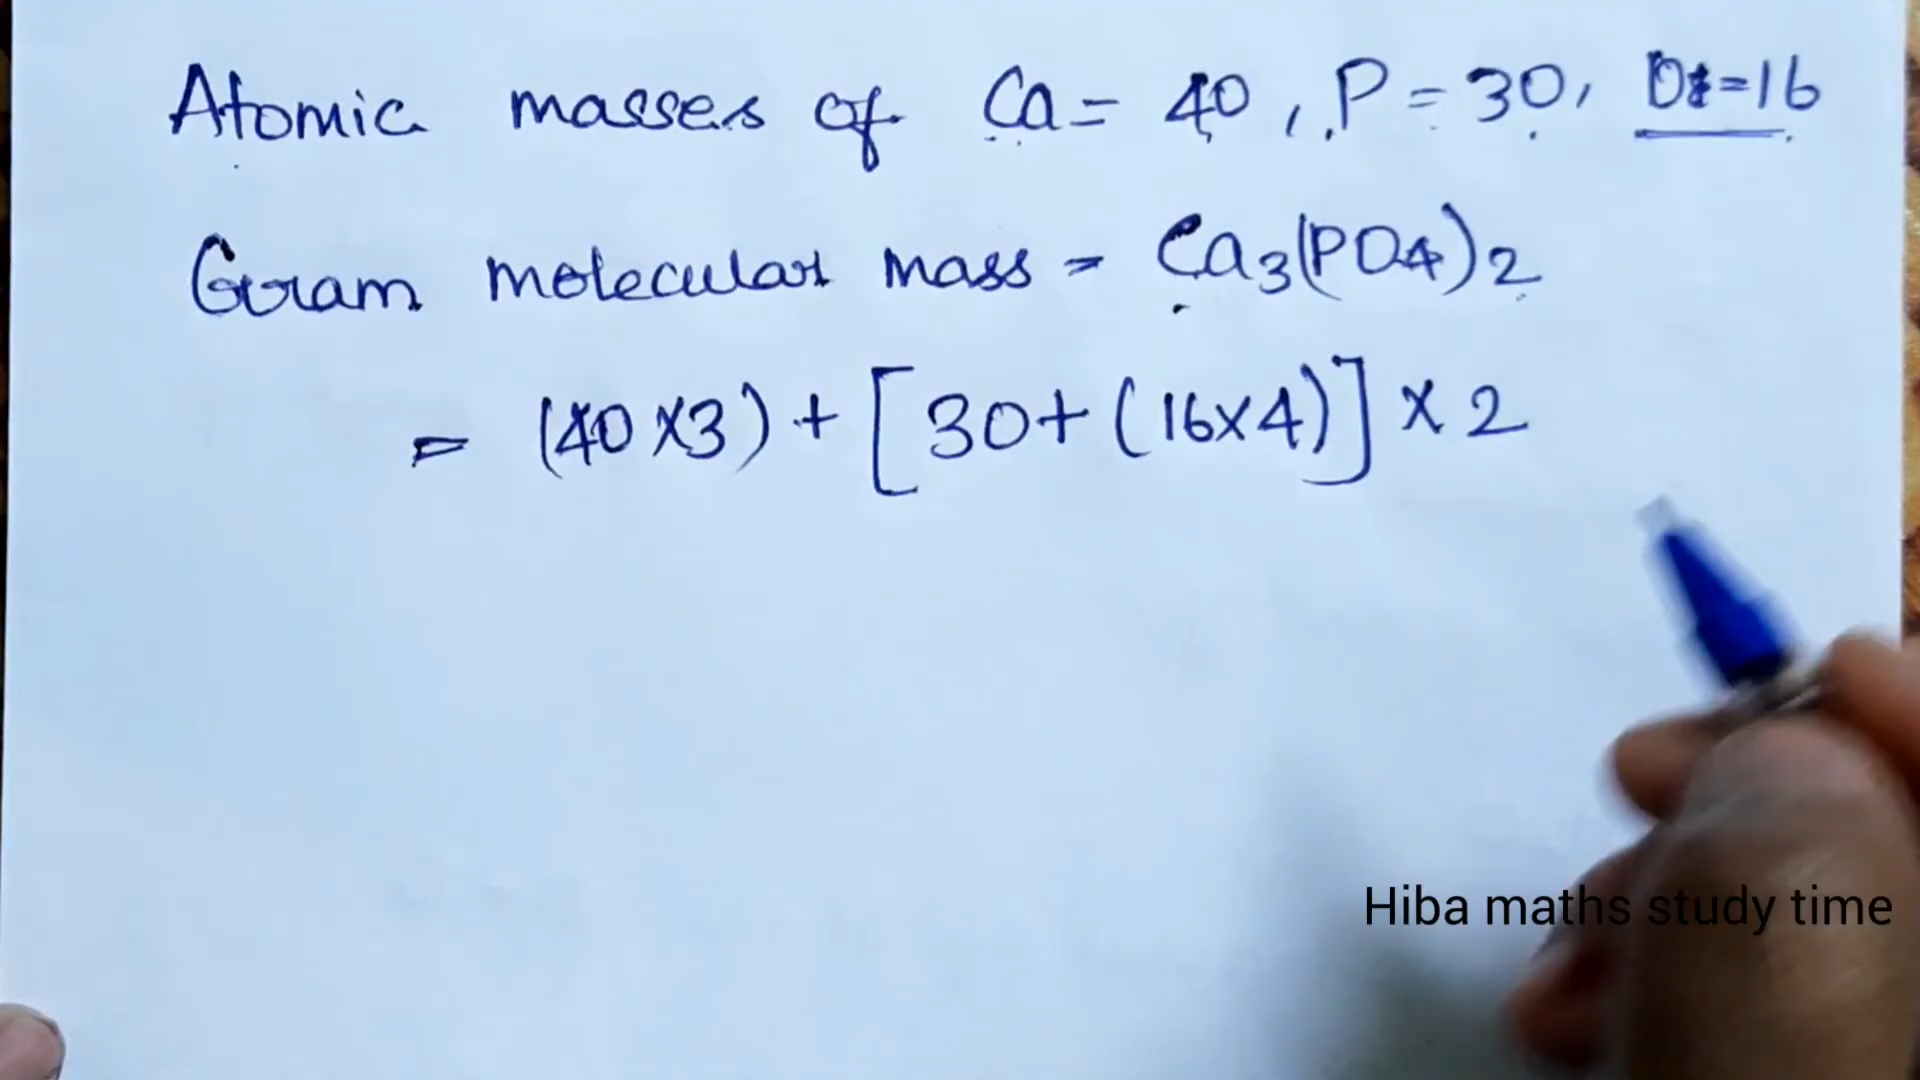 Atomic masses of Ca = 40, P = 30, O = 16
Gram molecular mass = Ca3(PO4)2
= (40 × 3) + [30 + (16×4)] × 2
Hiba maths study time